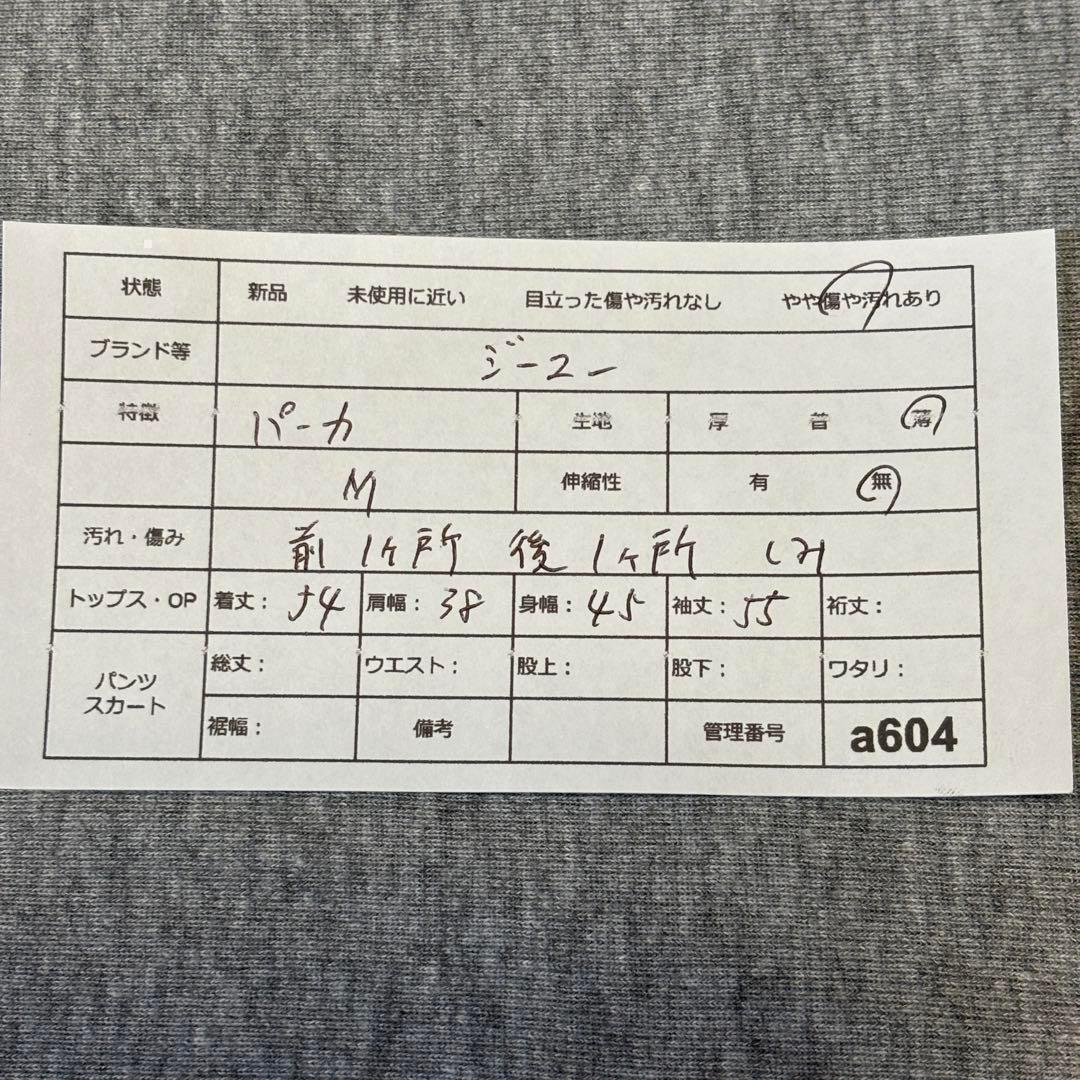 状態 新品 未使用に近い 目立った傷や汚れなし やや傷や汚れあり
ブランド等 ジーユー
特徴 パーカ 生地 厚 普 薄
M 伸縮性 有 無
汚れ・傷み 前1ヶ所 後1ヶ所 しみ
トップス・OP 着丈: 54 肩幅: 38 身幅: 45 袖丈: 55 裄丈:
パンツ スカート 総丈: ウエスト: 股上: 股下: ワタリ:
裾幅: 備考 管理番号 a604